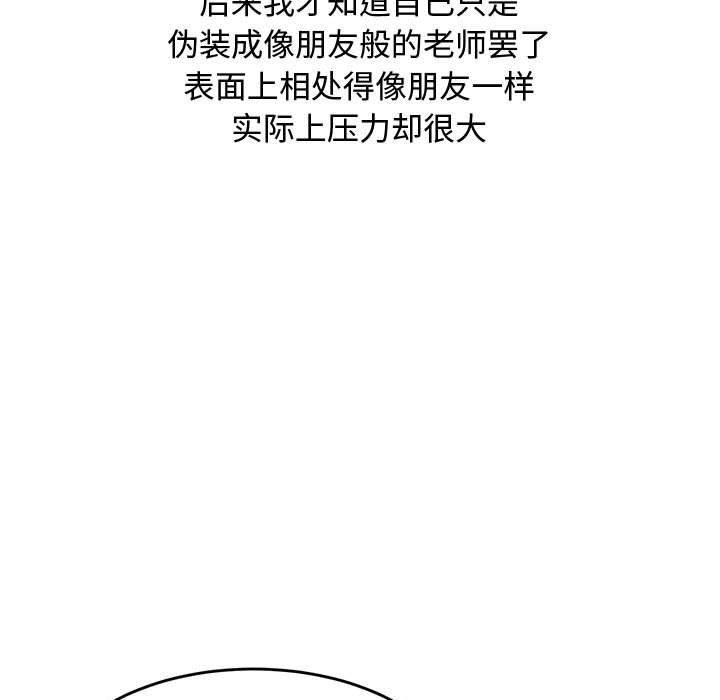 后来我才知道自己只是
伪装成像朋友般的老师罢了
表面上相处得像朋友一样
实际上压力却很大